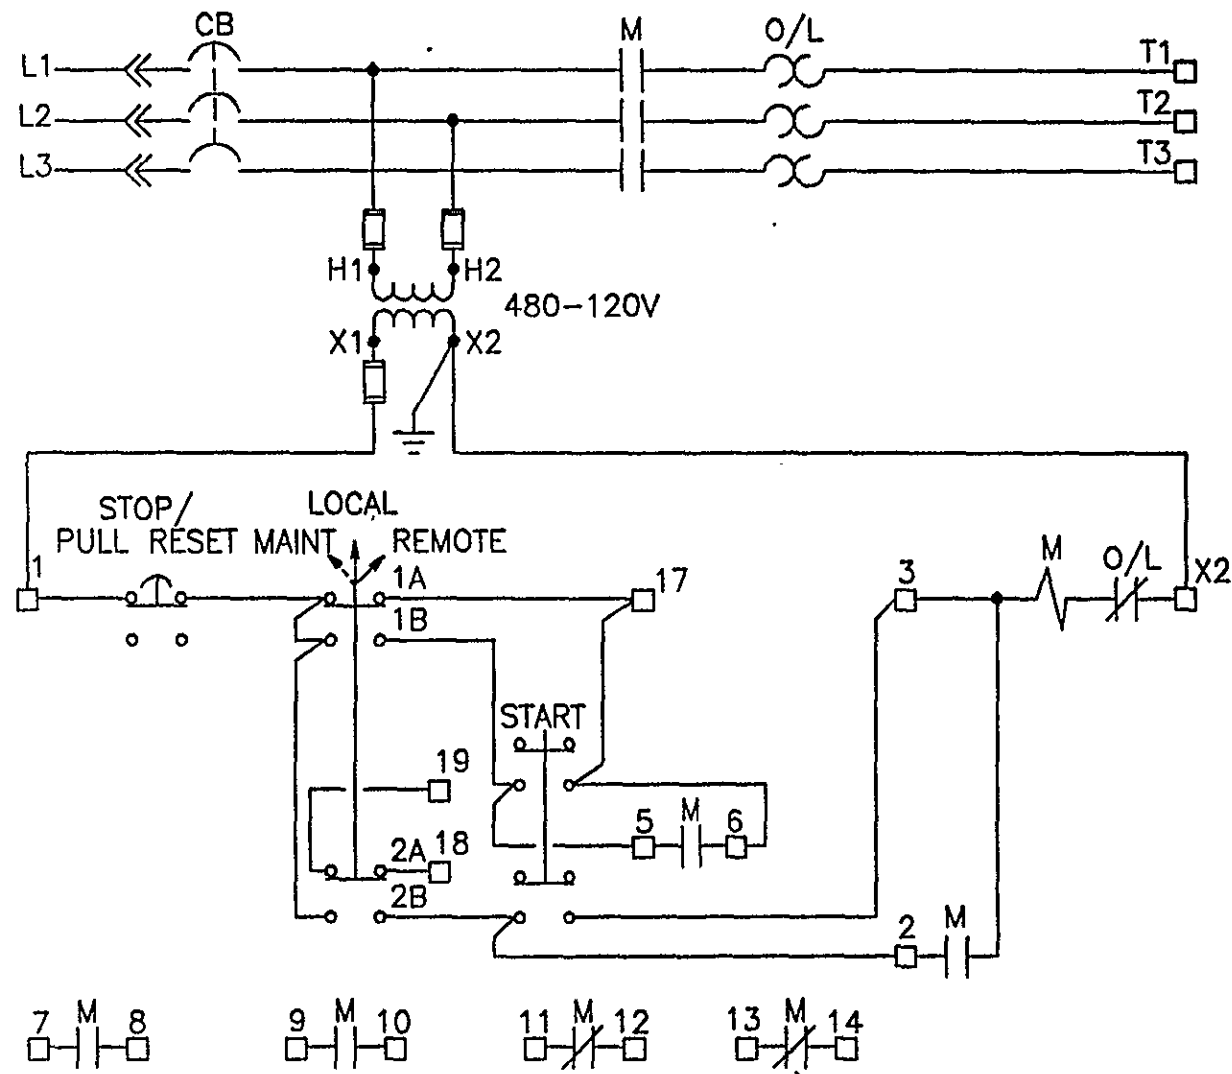 CB
M
O/L
L1
T1
L2
T2
L3
T3
H1
H2
480-120V
X1
X2
STOP/
PULL RESET
MAINT
LOCAL
REMOTE
1
1A
1B
17
3
M
O/L
X2
START
19
5
M
6
2A
18
2B
2
M
7
M
8
9
M
10
11
M
12
13
M
14